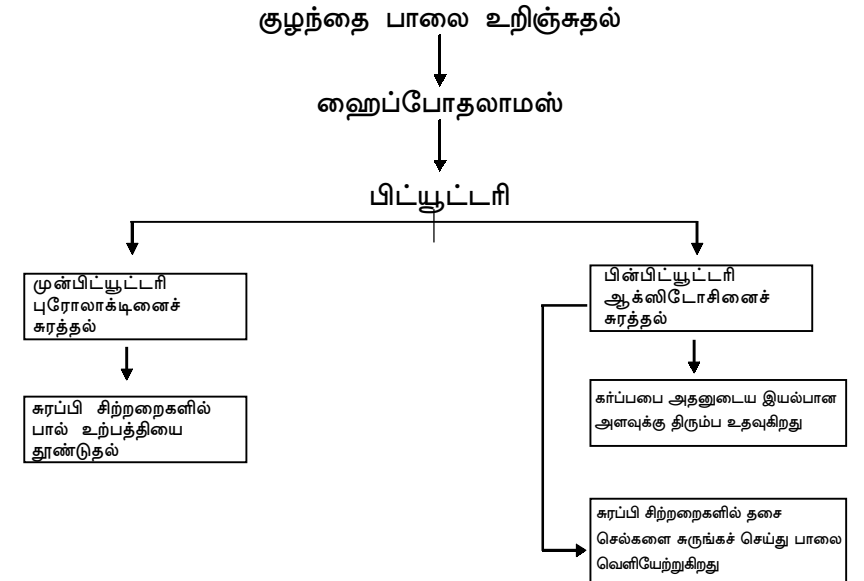 குழந்தை பாலை உறிஞ்சுதல்
ஹைப்போதலாமஸ்
பிட்யூட்டரி
முன்பிட்யூட்டரி
புரோலாக்டினைச்
சுரத்தல்
சுரப்பி சிற்றறைகளில்
பால் உற்பத்தியை
தூண்டுதல்
பின்பிட்யூட்டரி
ஆக்ஸிடோசினைச்
சுரத்தல்
கர்ப்பபை அதனுடைய இயல்பான
அளவுக்கு திரும்ப உதவுகிறது
சுரப்பி சிற்றறைகளில் தசை
செல்களை சுருங்கச் செய்து பாலை
வெளியேற்றுகிறது